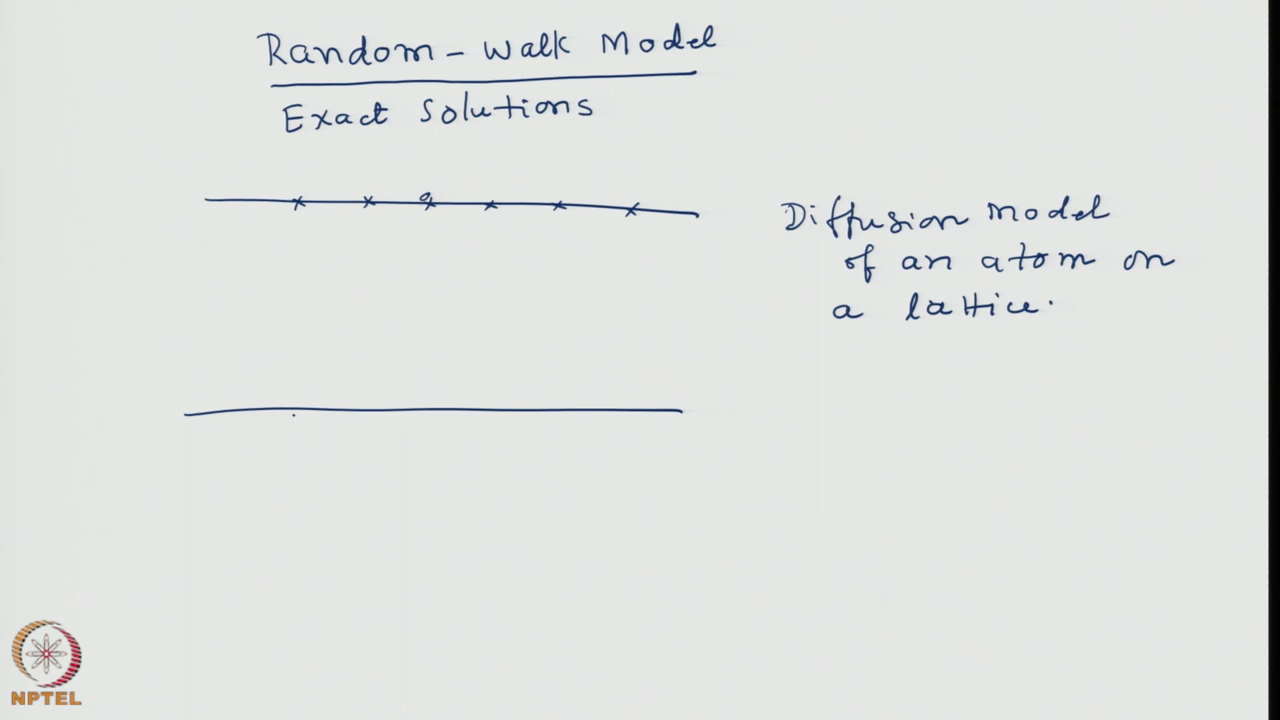 Random - Walk Model
Exact Solutions
Diffusion Model
of an atom on
a lattice.
NPTEL